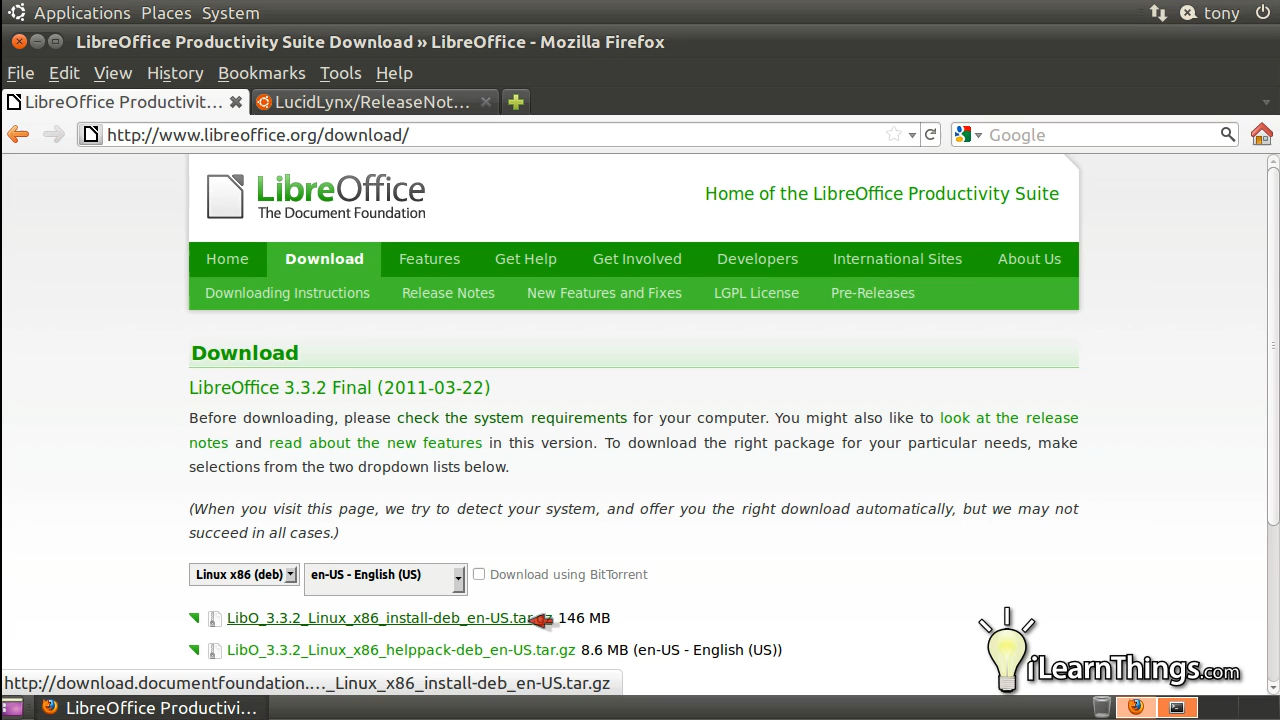 Applications Places System tony
LibreOffice Productivity Suite Download » LibreOffice - Mozilla Firefox
File Edit View History Bookmarks Tools Help
LibreOffice Productivit... LucidLynx/ReleaseNot...
http://www.libreoffice.org/download/ Google
LibreOffice
The Document Foundation
Home of the LibreOffice Productivity Suite
Home Download Features Get Help Get Involved Developers International Sites About Us
Downloading Instructions Release Notes New Features and Fixes LGPL License Pre-Releases
Download
LibreOffice 3.3.2 Final (2011-03-22)
Before downloading, please check the system requirements for your computer. You might also like to look at the release
notes and read about the new features in this version. To download the right package for your particular needs, make
selections from the two dropdown lists below.
(When you visit this page, we try to detect your system, and offer you the right download automatically, but we may not
succeed in all cases.)
Linux x86 (deb) en-US - English (US) Download using BitTorrent
LibO_3.3.2_Linux_x86_install-deb_en-US.tar.gz 146 MB
LibO_3.3.2_Linux_x86_helppack-deb_en-US.tar.gz 8.6 MB (en-US - English (US))
iLearnThings.com
http://download.documentfoundation...._Linux_x86_install-deb_en-US.tar.gz
LibreOffice Productivi...